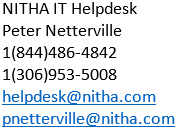 NITHA IT Helpdesk
Peter Netterville
1(844)486-4842
1(306)953-5008
helpdesk@nitha.com
pnetterville@nitha.com